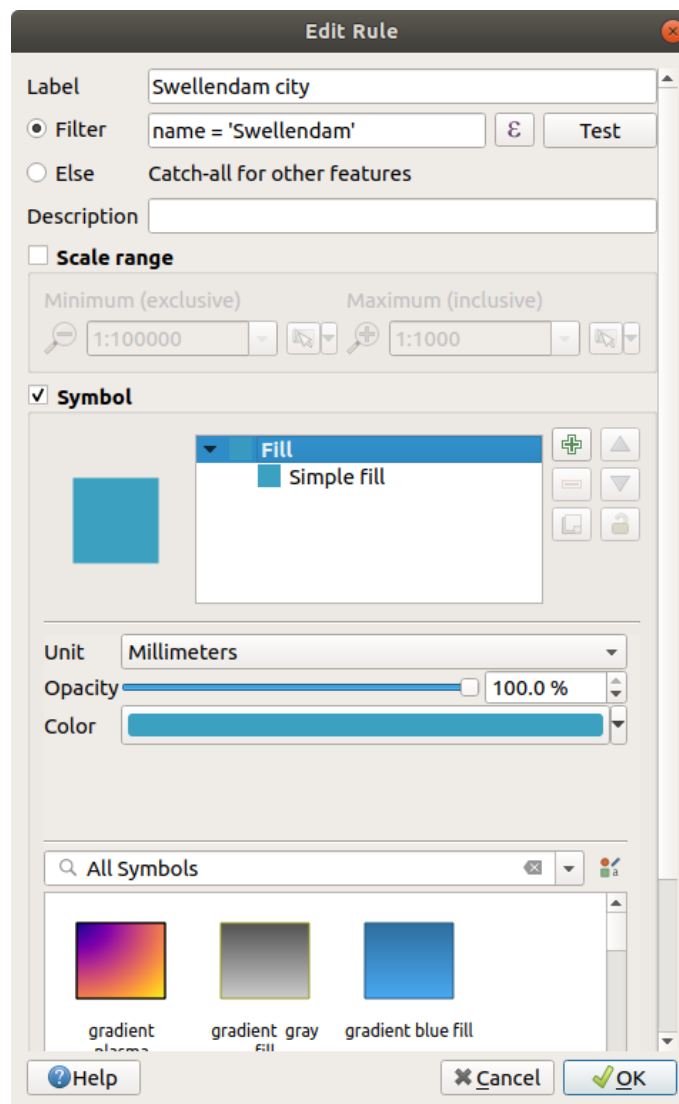 Edit Rule
Label Swellendam city
Filter name = 'Swellendam' ε Test
Else Catch-all for other features
Description
Scale range
Minimum (exclusive) Maximum (inclusive)
1:100000 1:1000
Symbol
Fill
Simple fill
Unit Millimeters
Opacity 100.0 %
Color
All Symbols a
gradient gradient gray gradient blue fill
plasma fill
Help Cancel OK